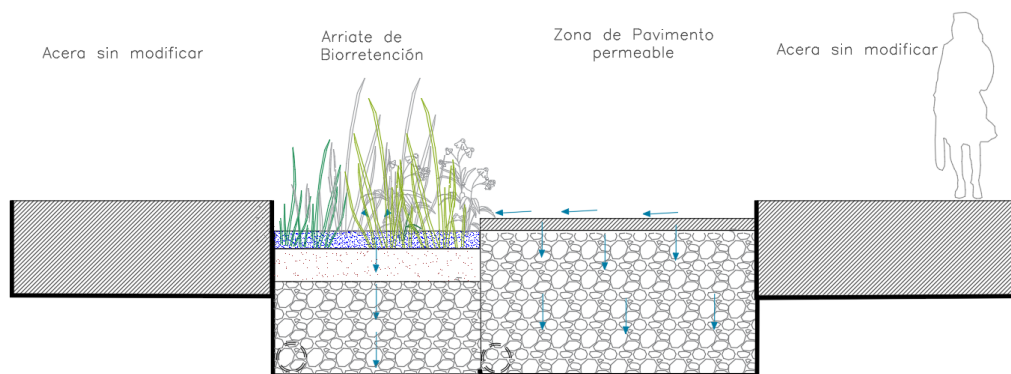 Acera sin modificar
Arriate de
Biorretención
Zona de Pavimento
permeable
Acera sin modificar